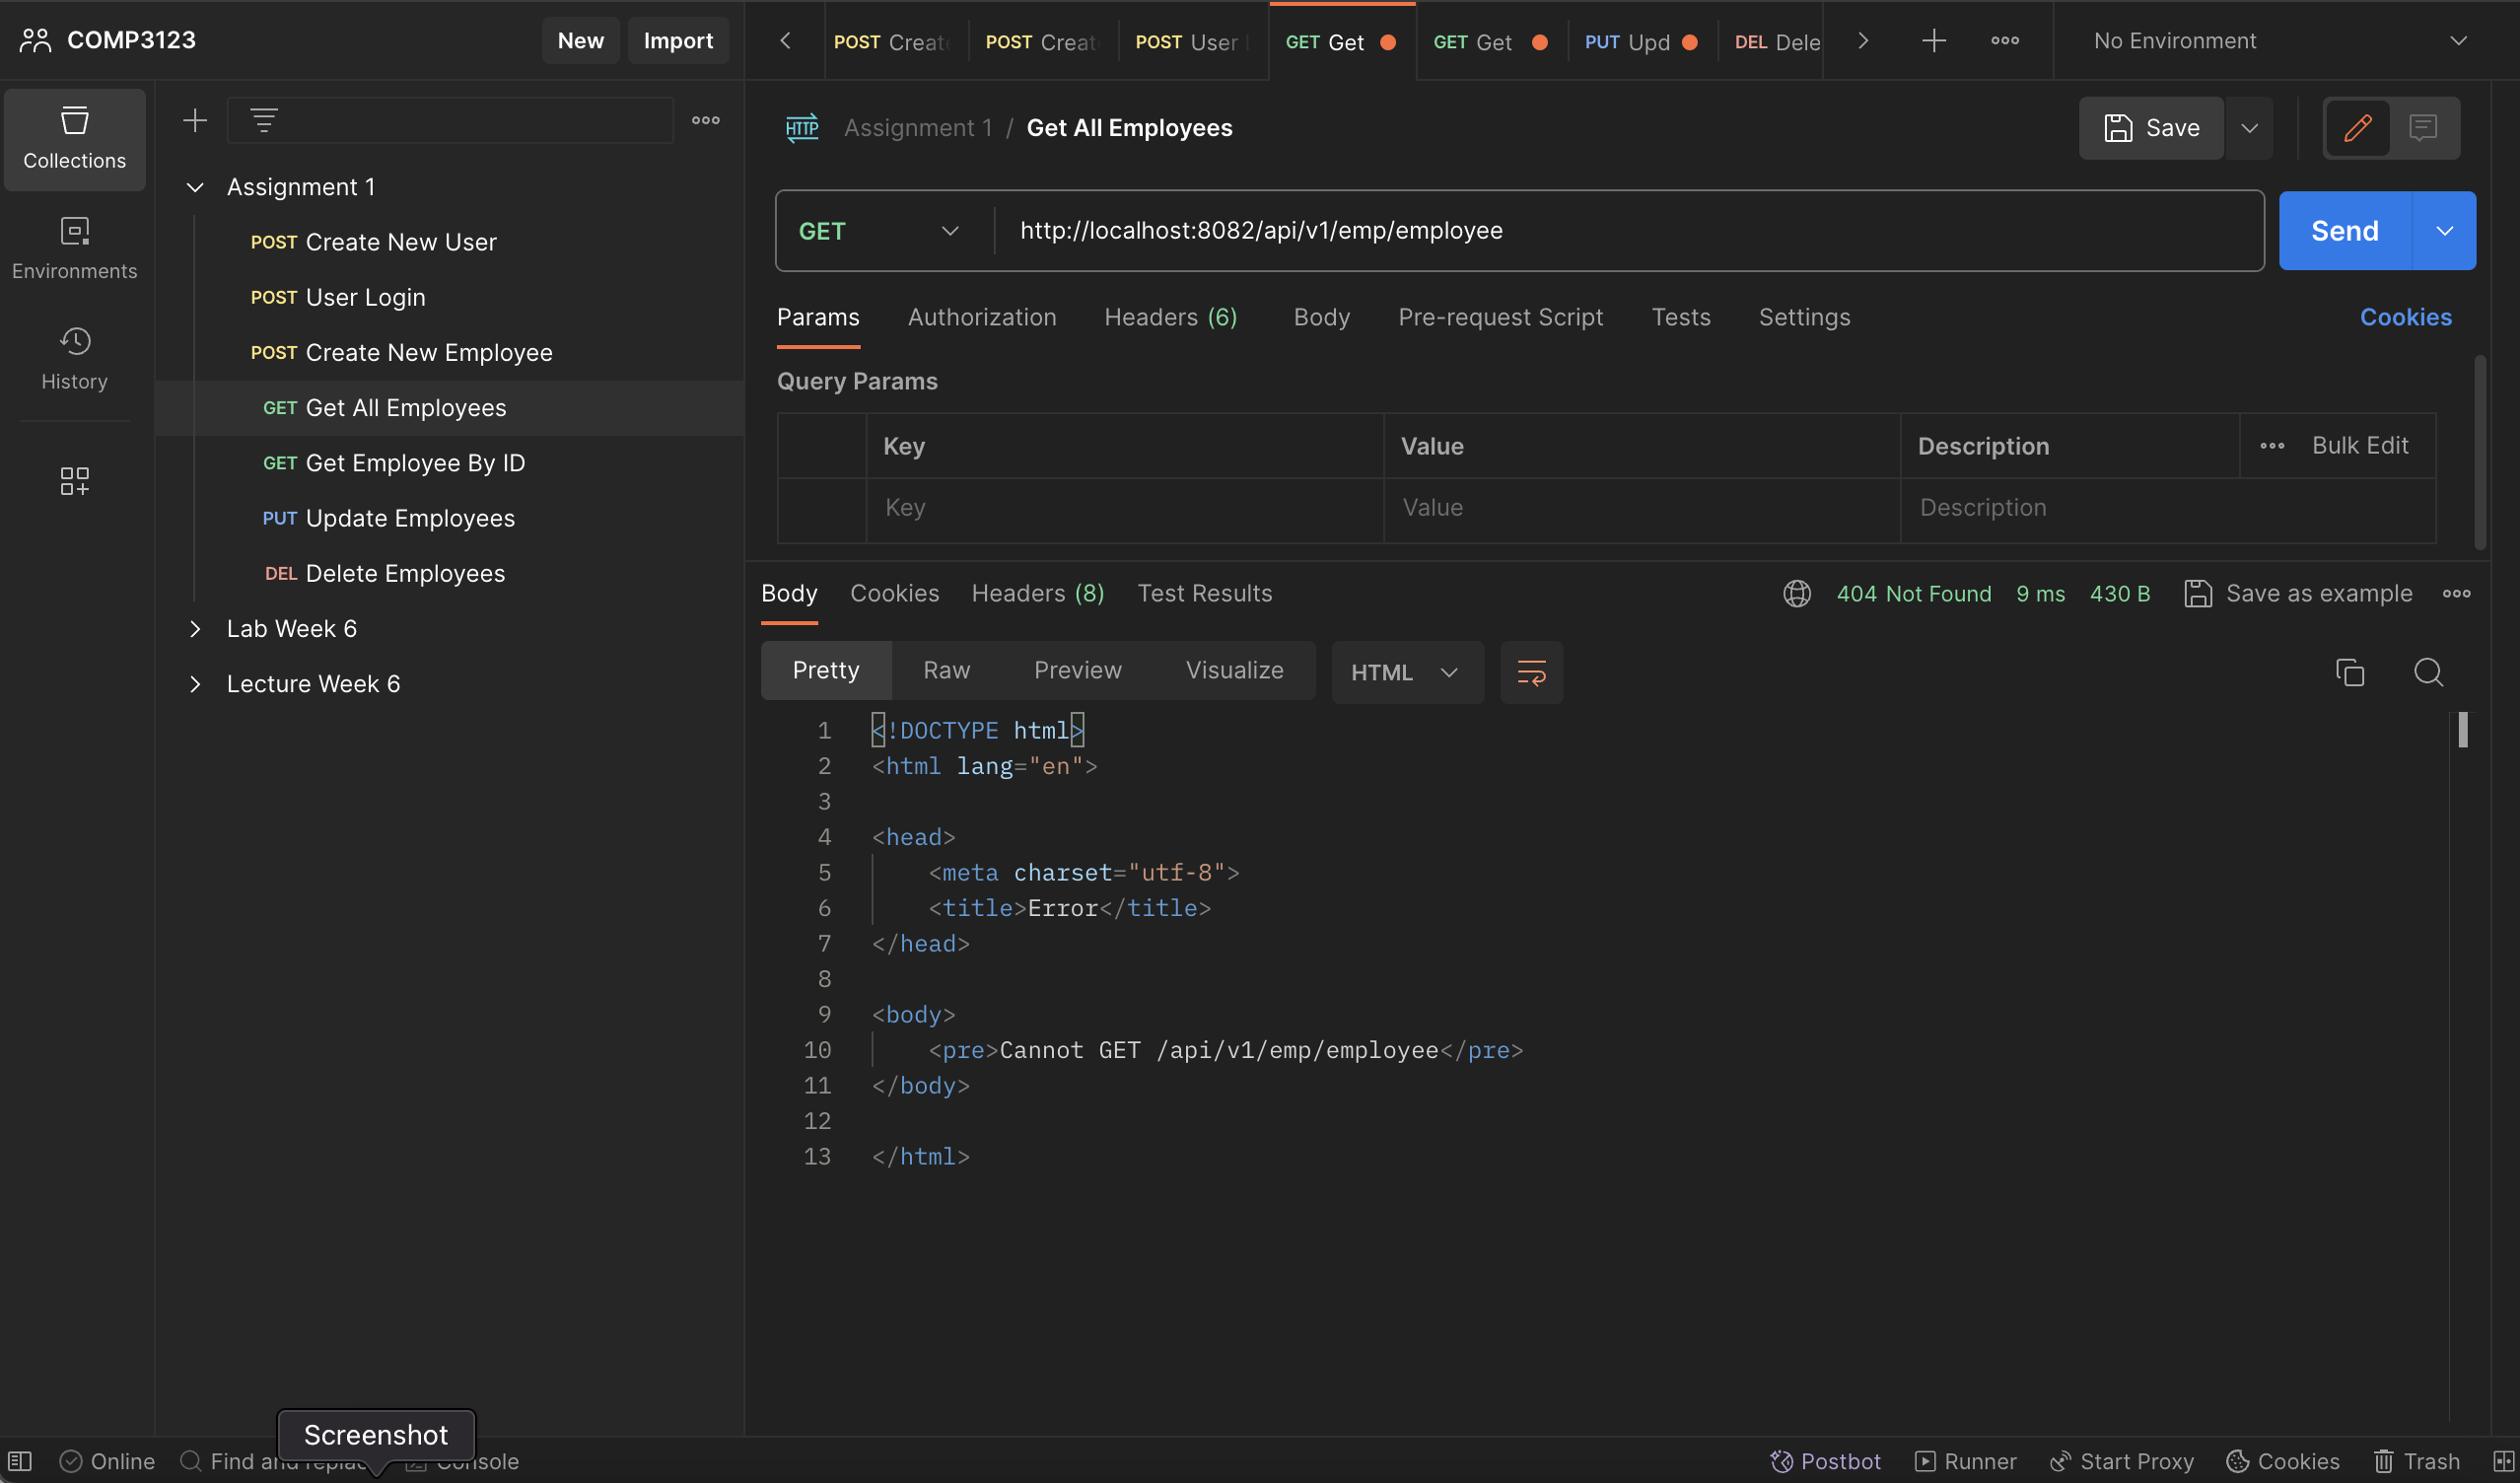 COMP3123
New
Import
POST Creat
POST Creat
POST User
GET Get
GET Get
PUT Upd
DEL Dele
No Environment
Collections
Environments
History
Assignment 1
POST Create New User
POST User Login
POST Create New Employee
GET Get All Employees
GET Get Employee By ID
PUT Update Employees
DEL Delete Employees
Lab Week 6
Lecture Week 6
HTTP
Assignment 1 / Get All Employees
Save
GET
http://localhost:8082/api/v1/emp/employee
Send
Params
Authorization
Headers (6)
Body
Pre-request Script
Tests
Settings
Cookies
Query Params
Key
Value
Description
Bulk Edit
Key
Value
Description
Body
Cookies
Headers (8)
Test Results
404 Not Found
9 ms
430 B
Save as example
Pretty
Raw
Preview
Visualize
HTML
1 <!DOCTYPE html>
2 <html lang="en">
3
4 <head>
5 <meta charset="utf-8">
6 <title>Error</title>
7 </head>
8
9 <body>
10 <pre>Cannot GET /api/v1/emp/employee</pre>
11 </body>
12
13 </html>
Screenshot
Online
Find and replac
Console
Postbot
Runner
Start Proxy
Cookies
Trash